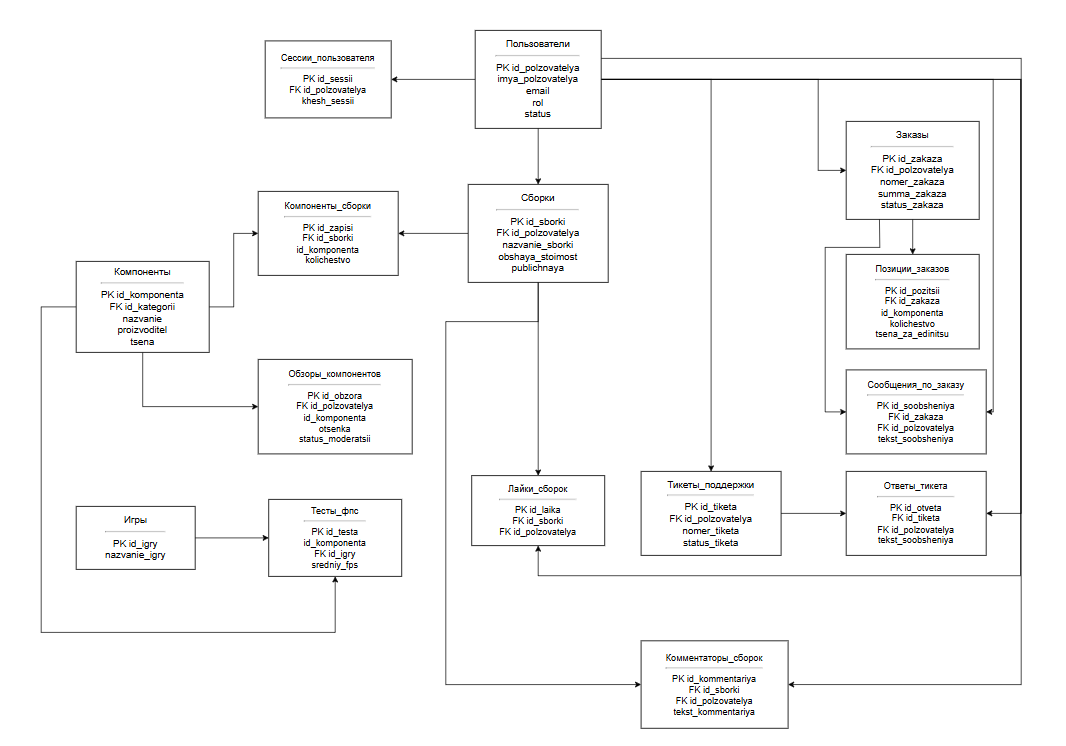 Пользователи
PK id_polzovatelya
imya_polzovatelya
email
rol
status
Сессии_пользователя
PK id_sessii
FK id_polzovatelya
khesh_sessii
Заказы
PK id_zakaza
FK id_polzovatelya
nomer_zakaza
summa_zakaza
status_zakaza
Компоненты_сборки
PK id_zapisi
FK id_sborki
id_komponenta
kolichestvo
Сборки
PK id_sborki
FK id_polzovatelya
nazvanie_sborki
obshaya_stoimost
publichnaya
Компоненты
PK id_komponenta
FK id_kategorii
nazvanie
proizvoditel
tsena
Позиции_заказов
PK id_pozitsii
FK id_zakaza
id_komponenta
kolichestvo
tsena_za_edinitsu
Обзоры_компонентов
PK id_obzora
FK id_polzovatelya
id_komponenta
otsenka
status_moderatsii
Сообщения_по_заказу
PK id_soobsheniya
FK id_zakaza
FK id_polzovatelya
tekst_soobsheniya
Игры
PK id_igry
nazvanie_igry
Тесты_фпс
PK id_testa
id_komponenta
FK id_igry
sredniy_fps
Лайки_сборок
PK id_laika
FK id_sborki
FK id_polzovatelya
Тикеты_поддержки
PK id_tiketa
FK id_polzovatelya
nomer_tiketa
status_tiketa
Ответы_тикета
PK id_otveta
FK id_tiketa
FK id_polzovatelya
tekst_soobsheniya
Комментаторы_сборок
PK id_kommentariya
FK id_sborki
FK id_polzovatelya
tekst_kommentariya